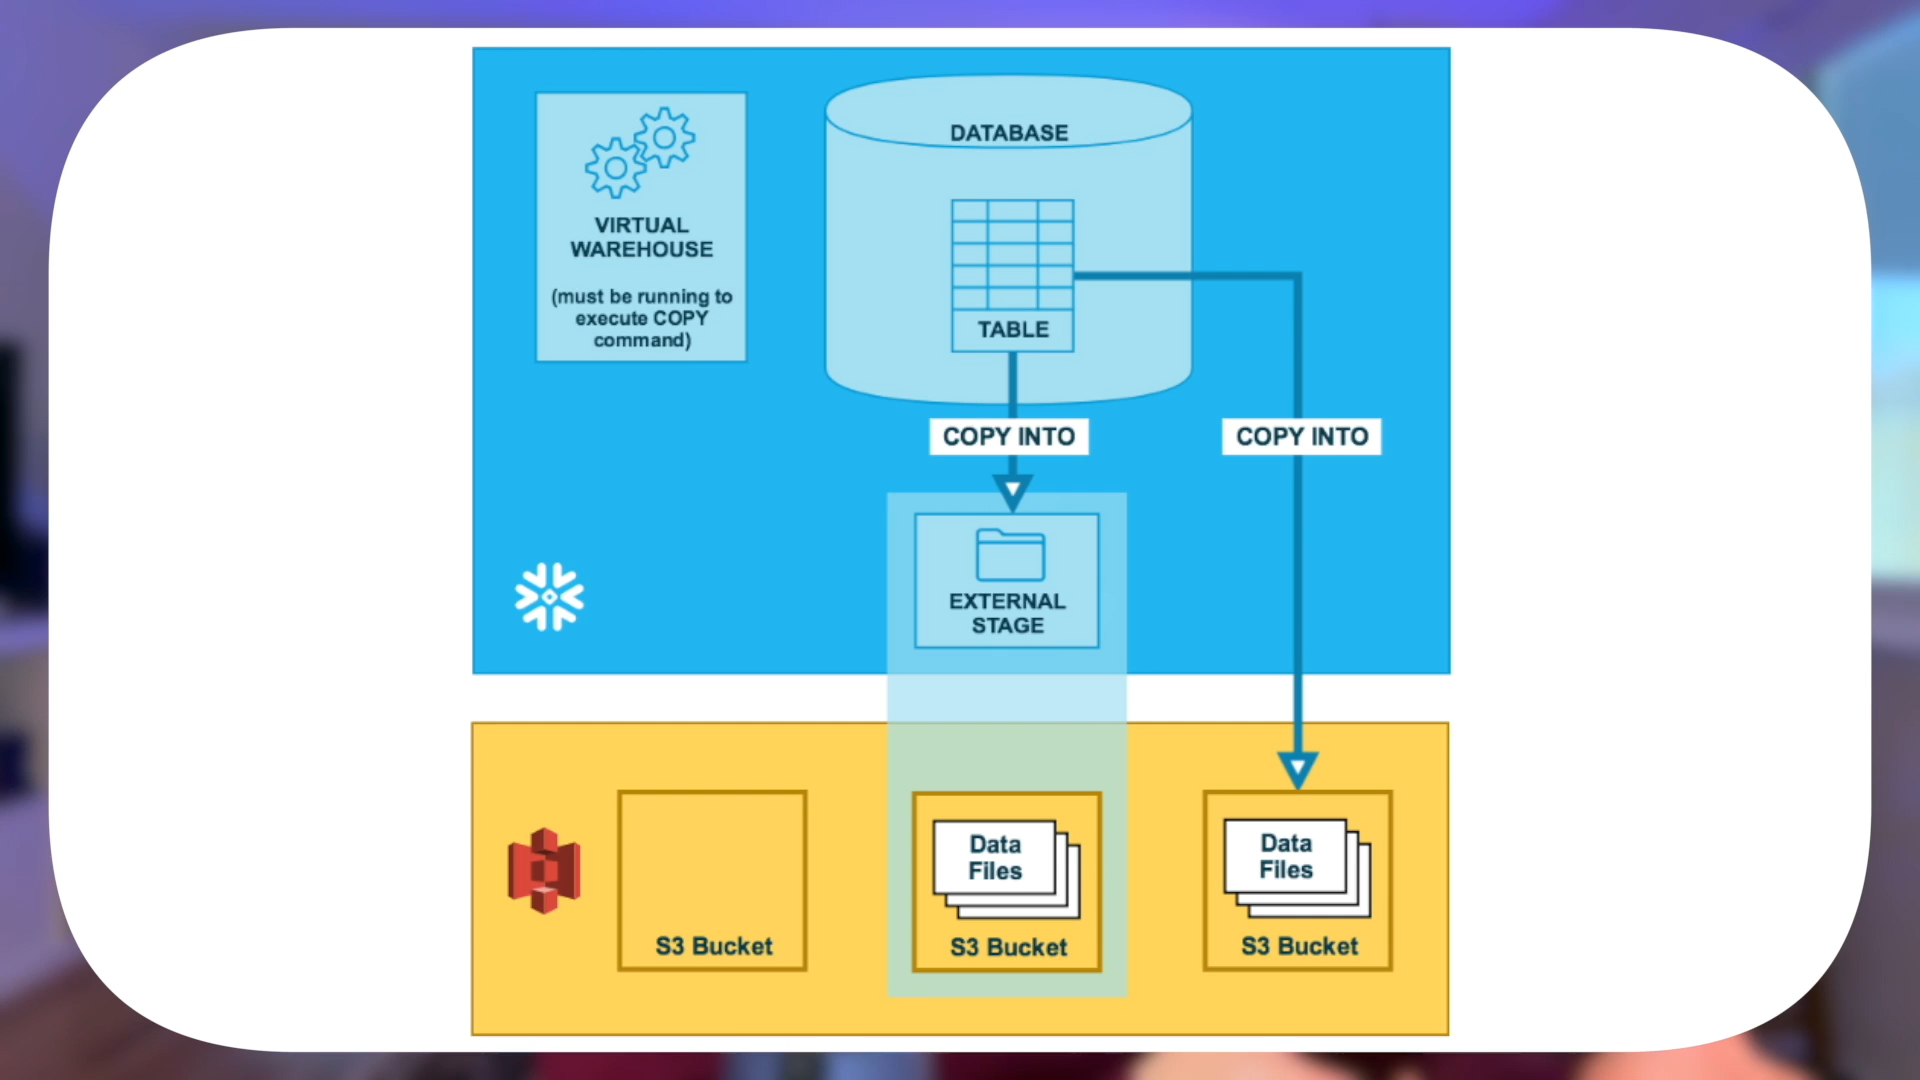 DATABASE
VIRTUAL
WAREHOUSE
(must be running to
execute COPY
command)
TABLE
COPY INTO
COPY INTO
EXTERNAL
STAGE
Data
Files
S3 Bucket
S3 Bucket
Data
Files
S3 Bucket